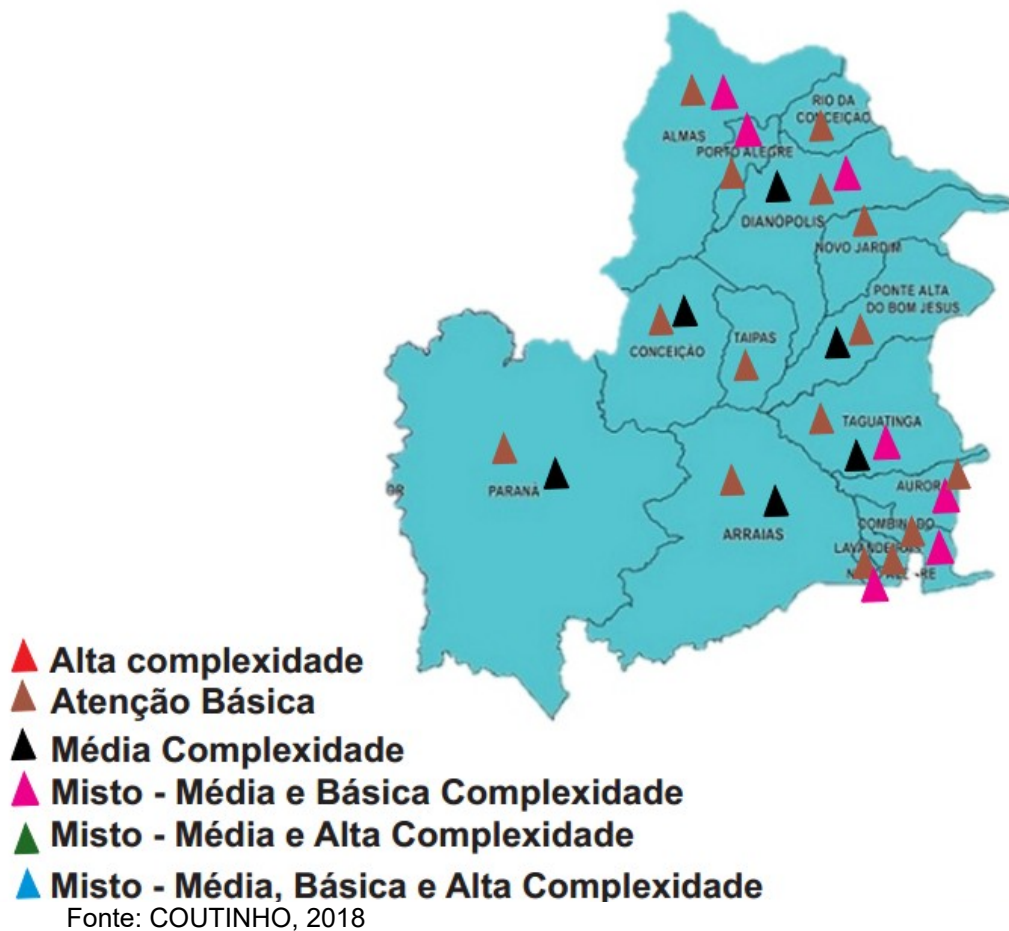 RIO DA
CONCEIÇÃO
ALMAS
PORTO ALEGRE
DIANÓPOLIS
NOVO JARDIM
PONTE ALTA
DO BOM JESUS
TAIPAS
CONCEIÇÃO
TAGUATINGA
PARANÃ
ARRAIAS
AUROR
COMBINADO
Alta complexidade
Atenção Básica
Média Complexidade
Misto - Média e Básica Complexidade
Misto - Média e Alta Complexidade
Misto - Média, Básica e Alta Complexidade
Fonte: COUTINHO, 2018